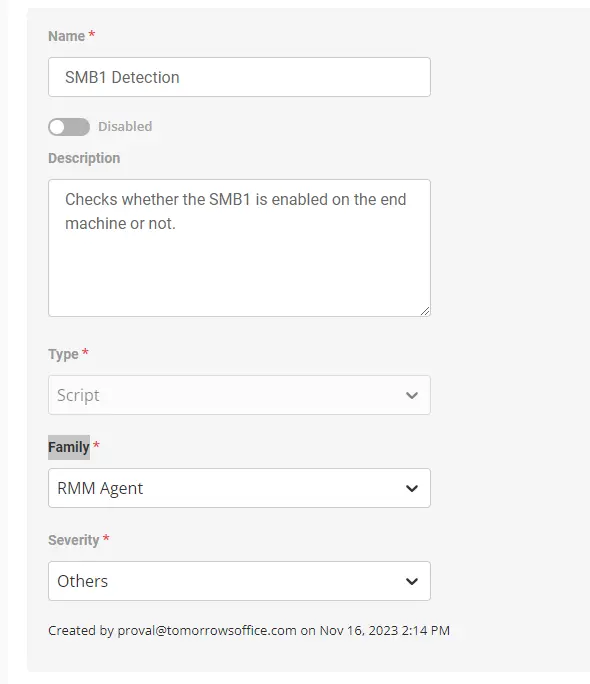 Name *
SMB1 Detection
Disabled
Description
Checks whether the SMB1 is enabled on the end
machine or not.
Type *
Script
Family *
RMM Agent
Severity *
Others
Created by proval@tomorrowsoffice.com on Nov 16, 2023 2:14 PM